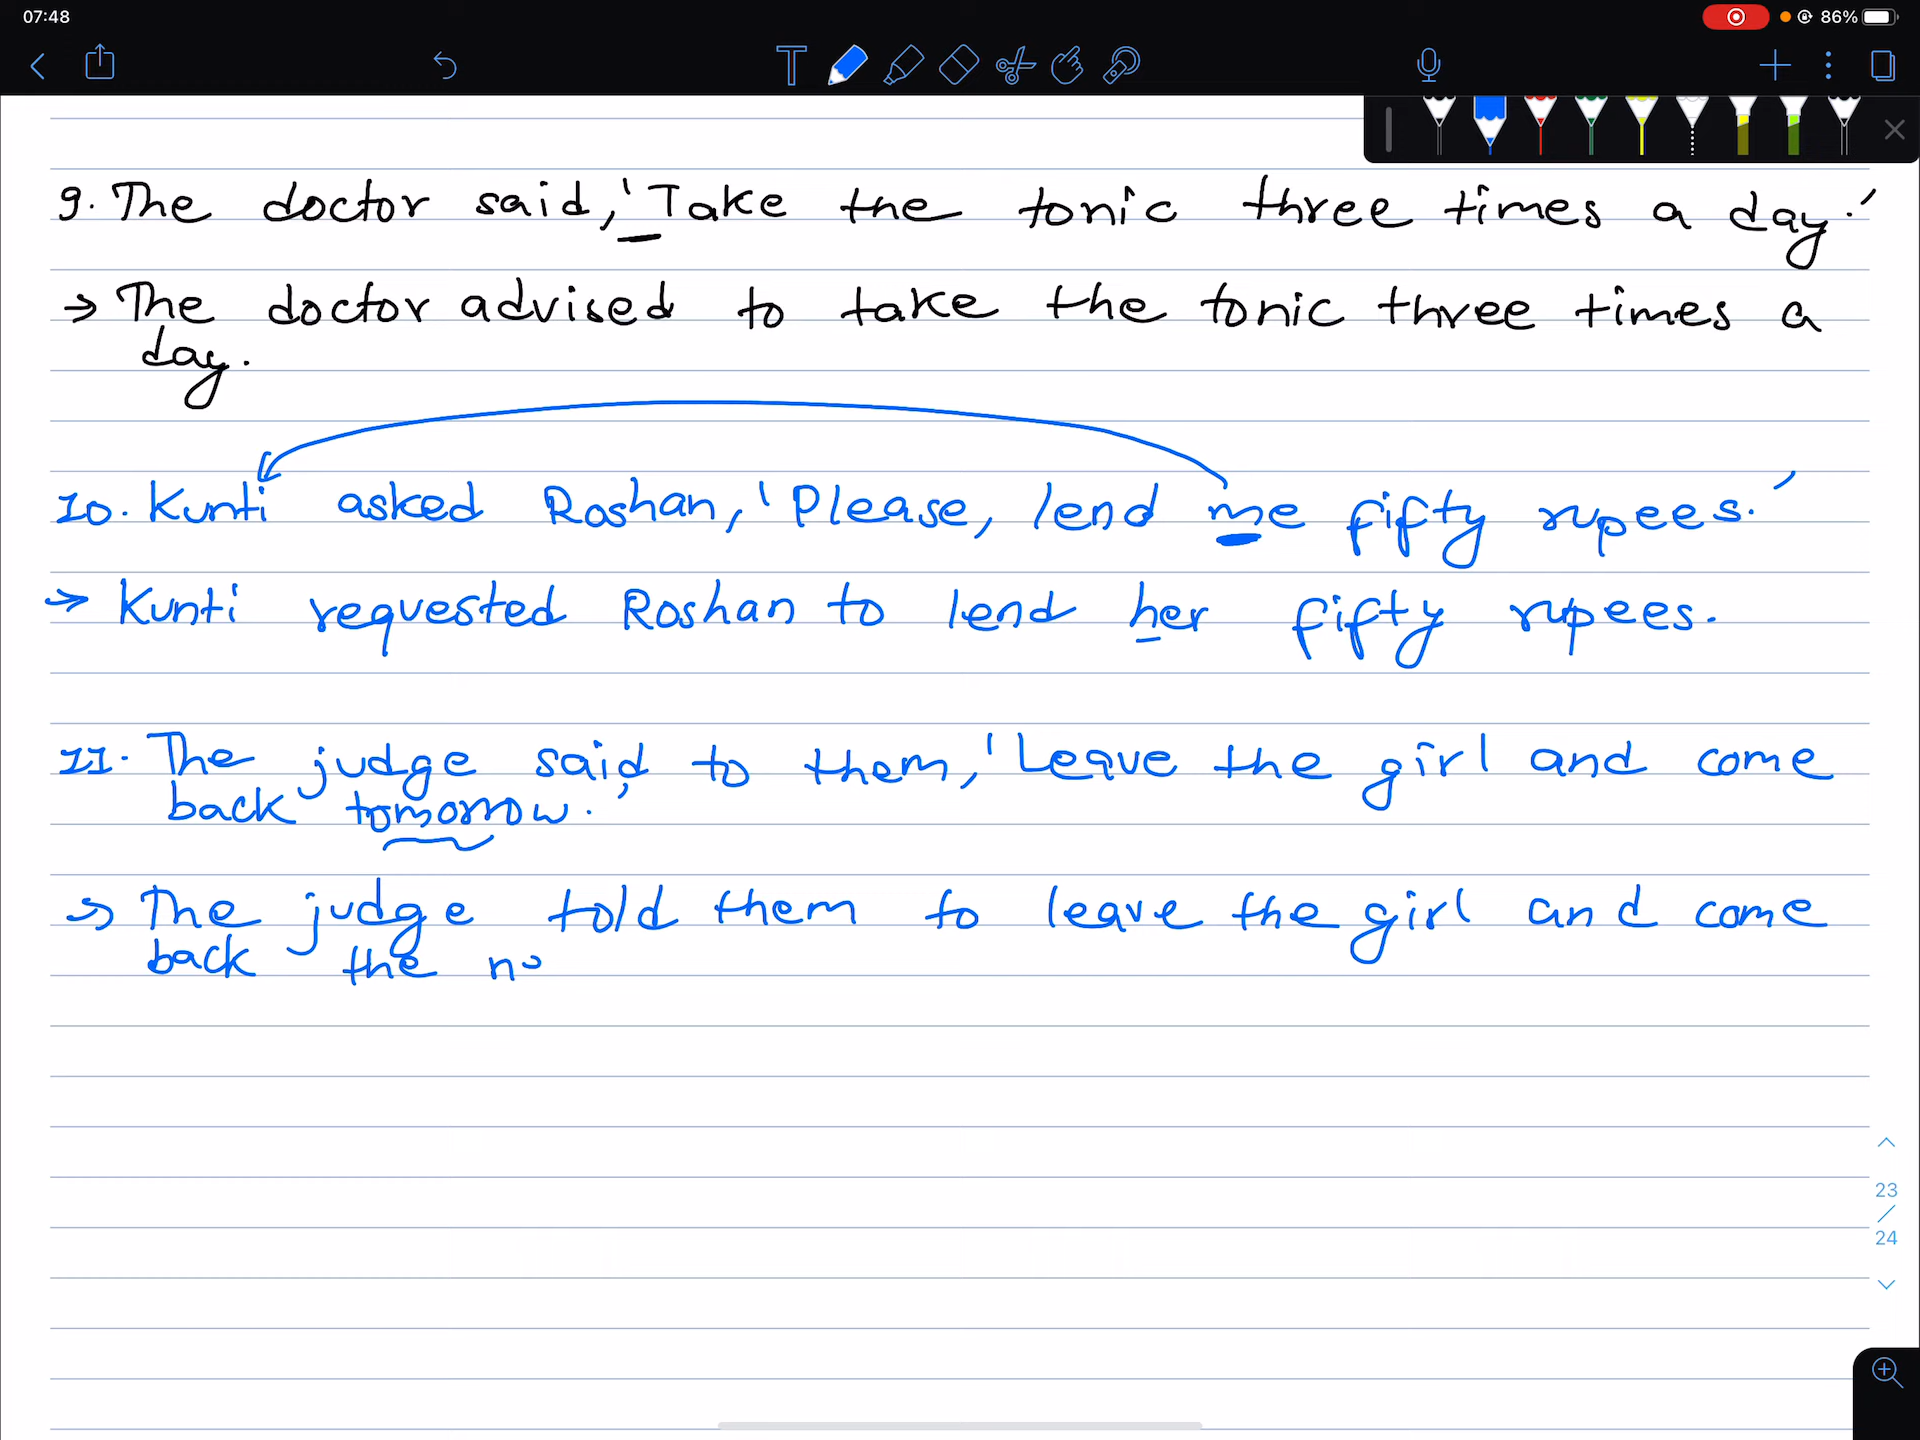 07:48
86%
9. The doctor said, 'Take the tonic three times a day.'
→ The doctor advised to take the tonic three times a
day.
10. Kunti asked Roshan, 'Please, lend me fifty rupees.'
→ Kunti requested Roshan to lend her fifty rupees.
11. The judge said to them, 'Leave the girl and come
back tomorrow.'
→ The judge told them to leave the girl and come
back the
23
/
24